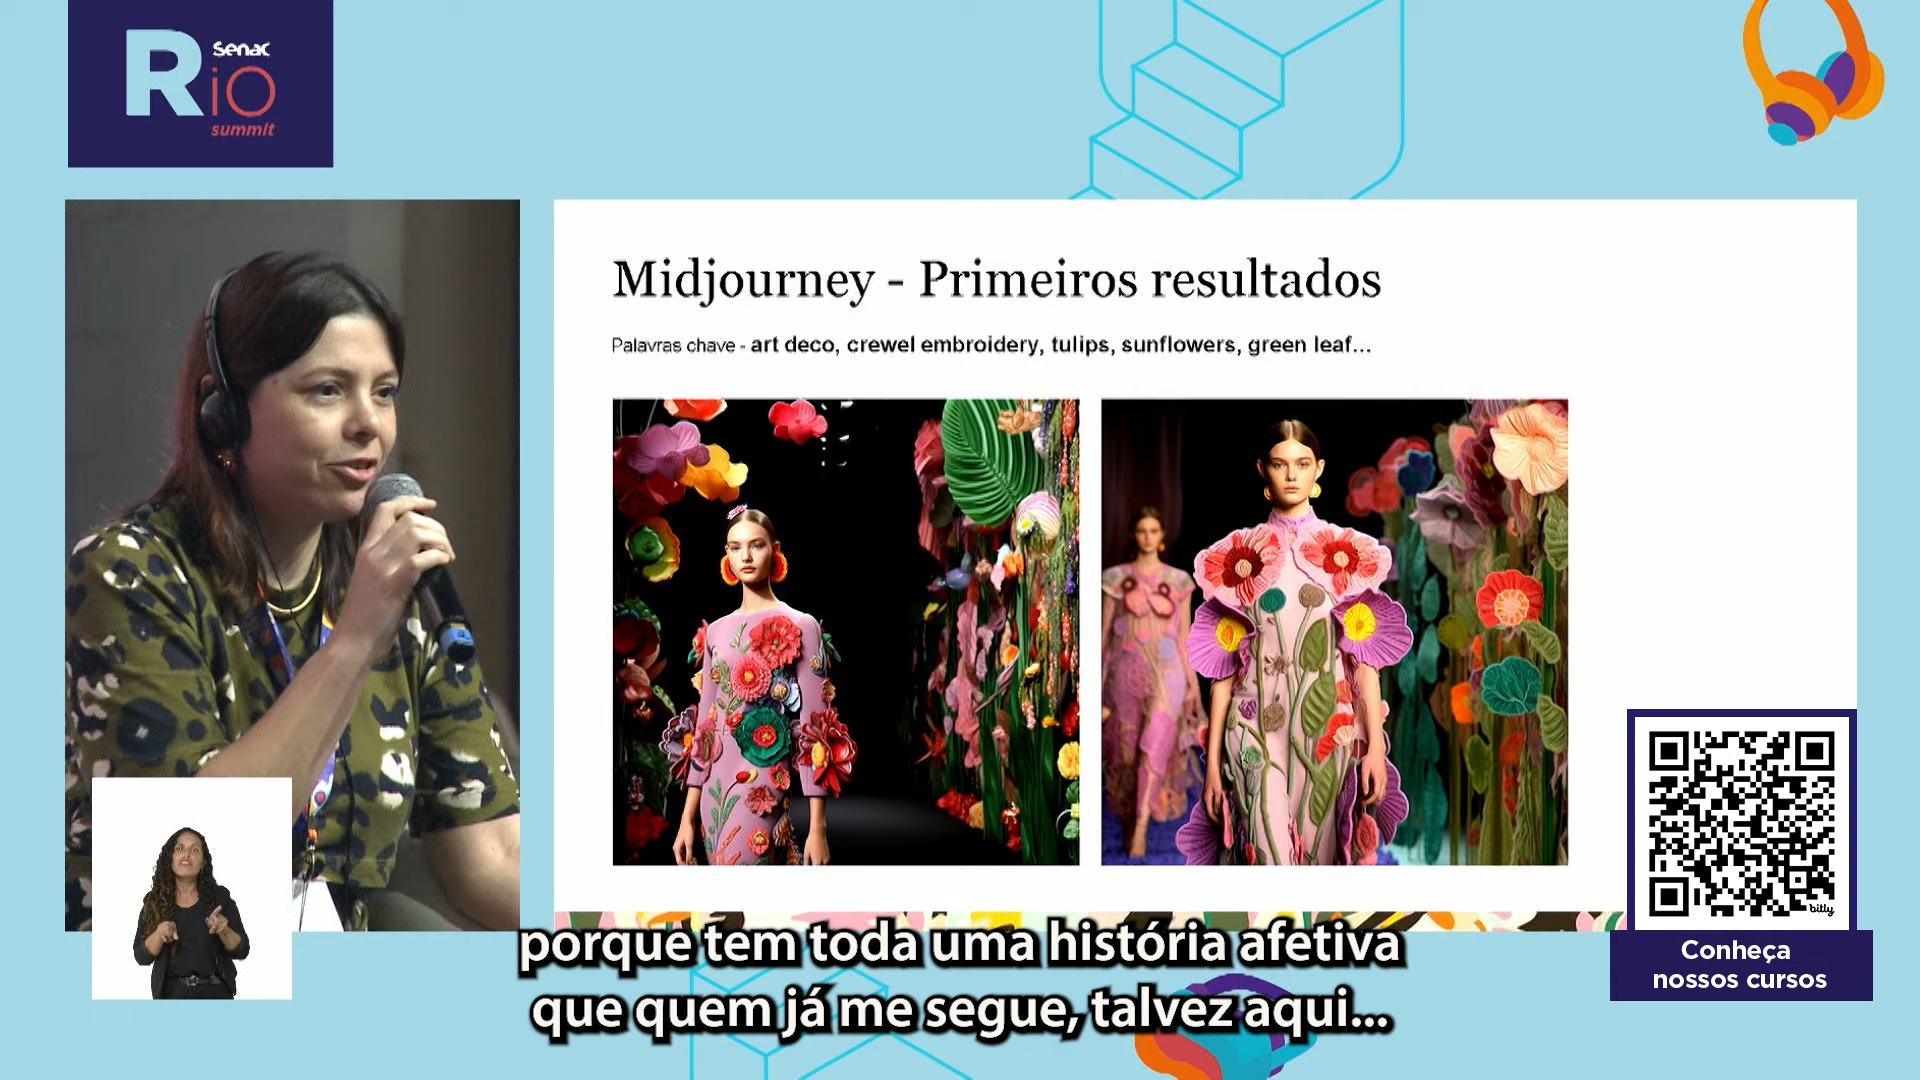 Senac
Rio
summit
Midjourney - Primeiros resultados
Palavras chave - art deco, crewel embroidery, tulips, sunflowers, green leaf...
bitly
Conheça
nossos cursos
porque tem toda uma história afetiva
que quem já me segue, talvez aqui...